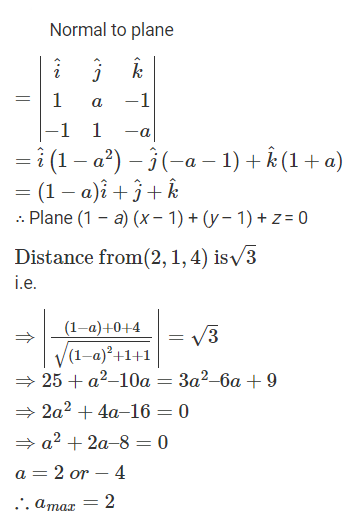 Normal to plane
= | î ĵ k̂ |
| 1 a −1 |
| −1 1 −a |
= î (1 − a²) − ĵ(−a − 1) + k̂(1 + a)
= (1 − a)î + ĵ + k̂
∴ Plane (1 − a) (x − 1) + (y − 1) + z = 0
Distance from(2, 1, 4) is√3
i.e.
⇒ | ((1−a)+0+4) / √((1−a)²+1+1) | = √3
⇒ 25 + a²–10a = 3a²–6a + 9
⇒ 2a² + 4a–16 = 0
⇒ a² + 2a–8 = 0
a = 2 or − 4
∴ aₘₐₓ = 2